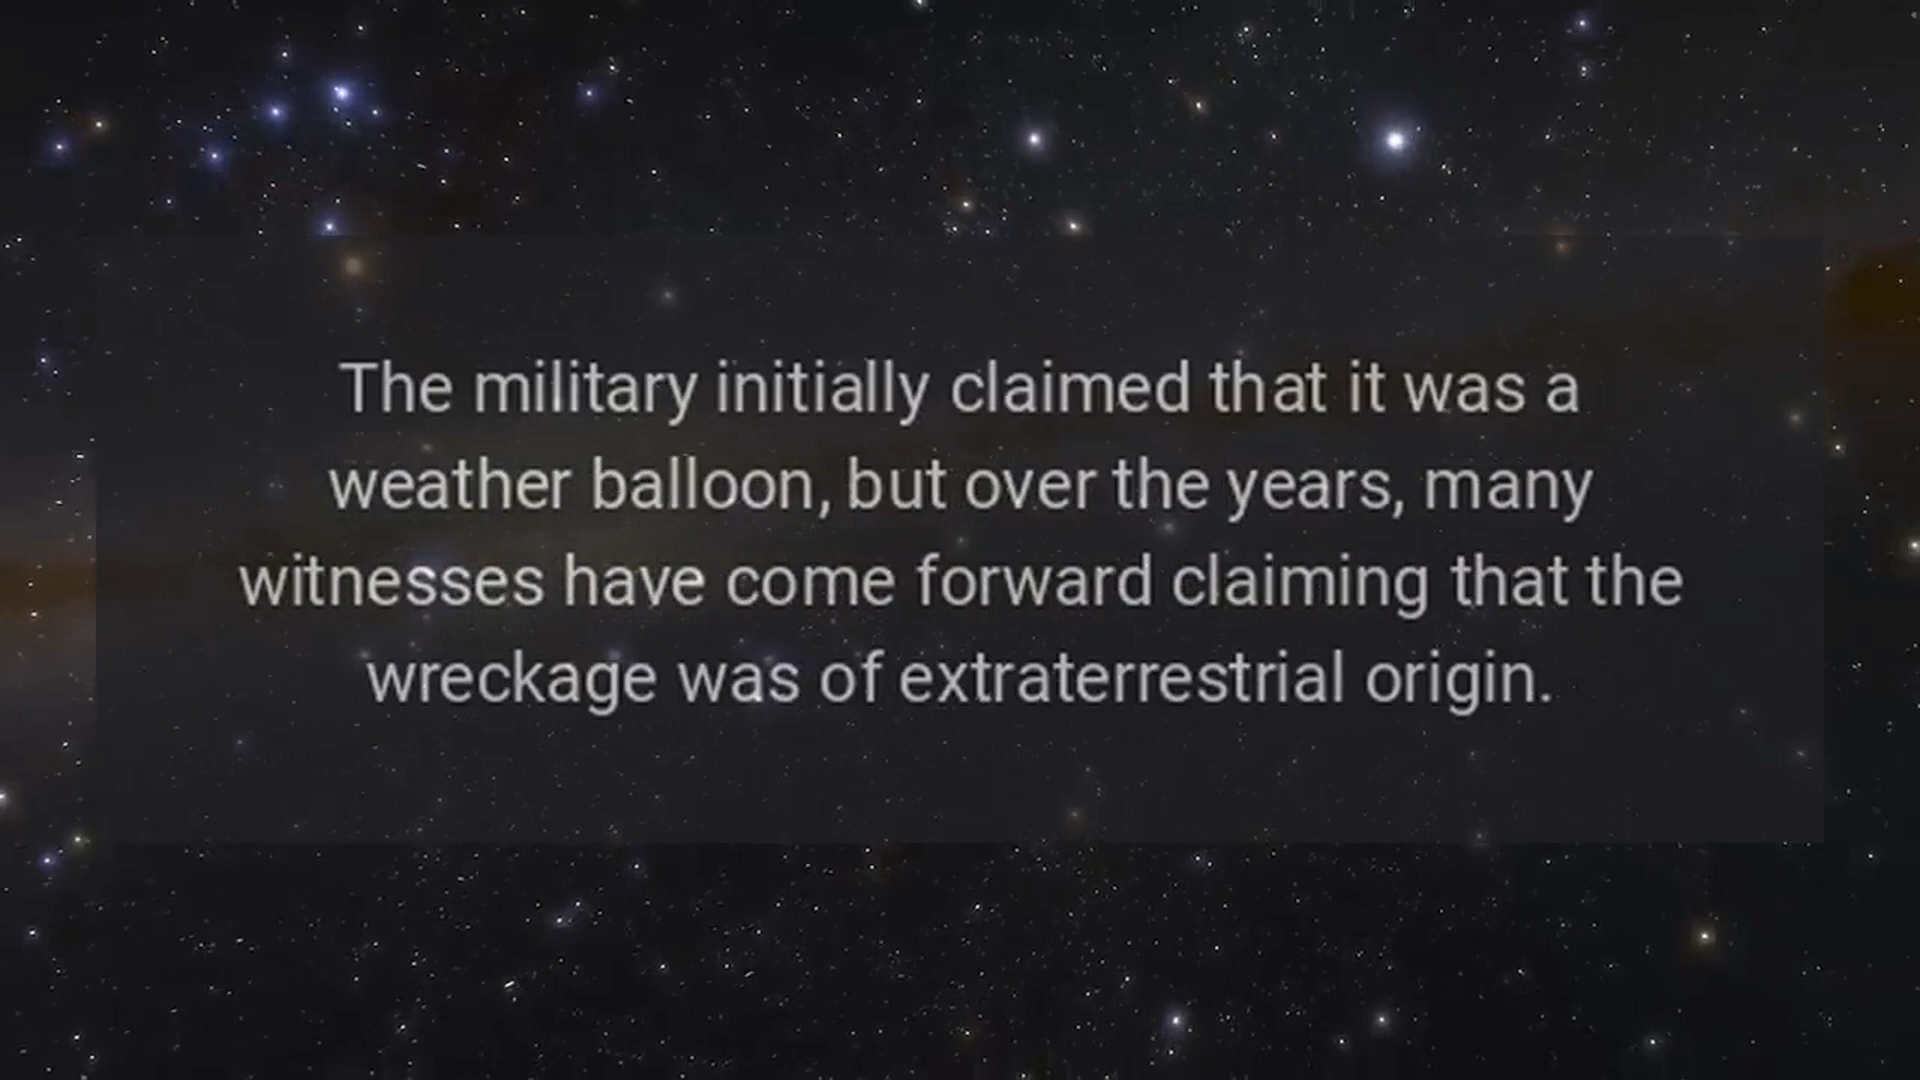 The military initially claimed that it was a
weather balloon, but over the years, many
witnesses have come forward claiming that the
wreckage was of extraterrestrial origin.